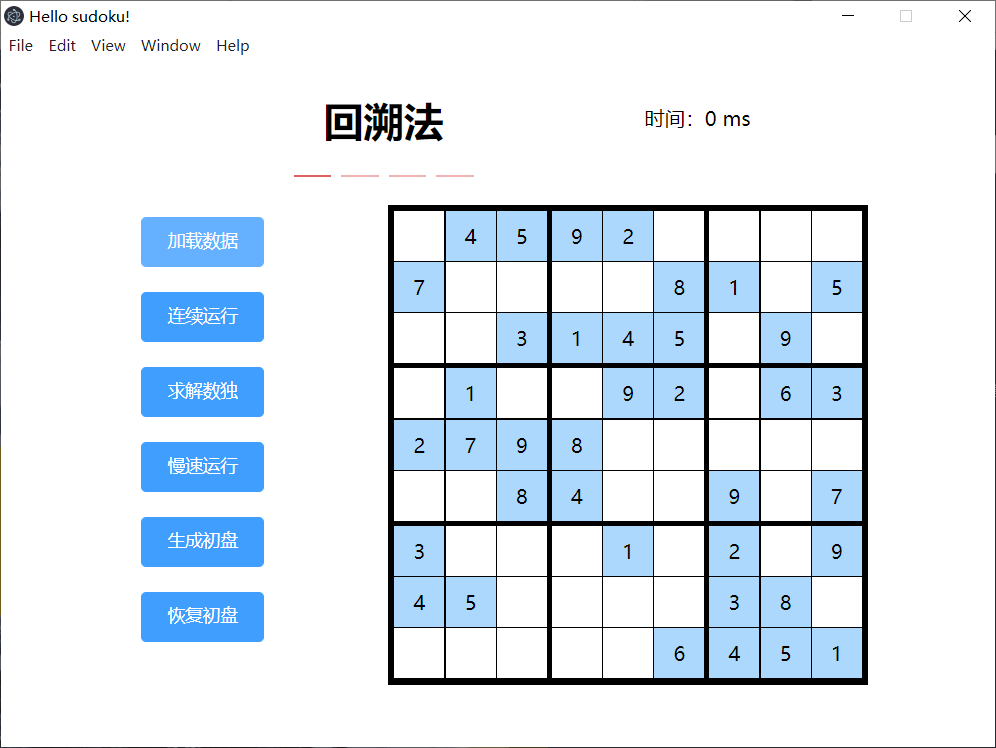 Hello sudoku!
File Edit View Window Help
回溯法
时间：0 ms
加载数据
连续运行
求解数独
慢速运行
生成初盘
恢复初盘
4 5 9 2
7 8 1 5
3 1 4 5 9
1 9 2 6 3
2 7 9 8
8 4 9 7
3 1 2 9
4 5 3 8
6 4 5 1